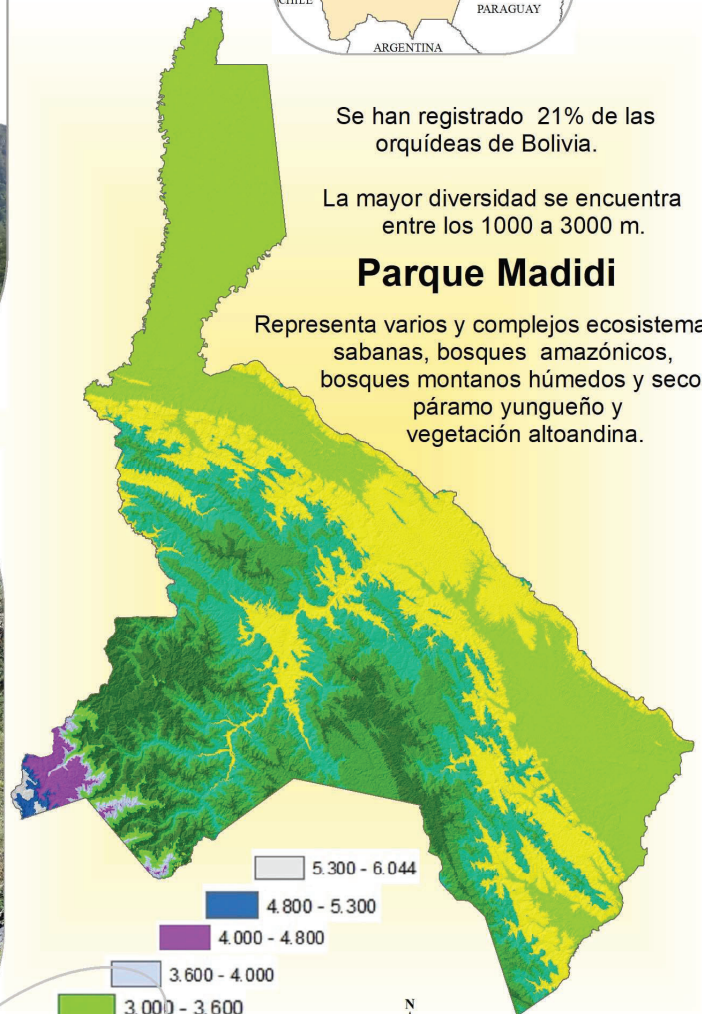 CHILE
PARAGUAY
ARGENTINA
Se han registrado 21% de las
orquídeas de Bolivia.
La mayor diversidad se encuentra
entre los 1000 a 3000 m.
Parque Madidi
Representa varios y complejos ecosistema
sabanas, bosques amazónicos,
bosques montanos húmedos y seco
páramo yungueño y
vegetación altoandina.
5.300 - 6.044
4.800 - 5.300
4.000 - 4.800
3.600 - 4.000
3.000 - 3.600
N